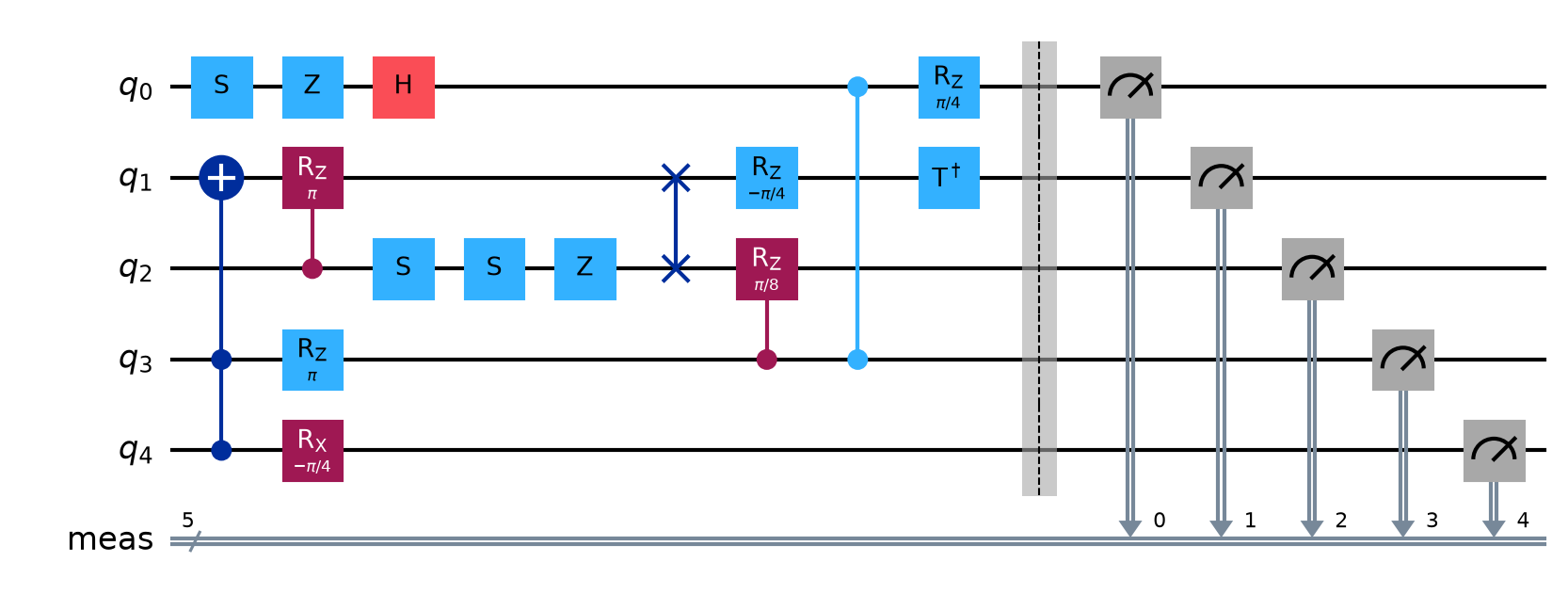 q0 S Z H RZ π/4
q1 RZ π RZ −π/4 T†
q2 S S Z RZ π/8
q3 RZ π
q4 RX −π/4
meas 5 0 1 2 3 4